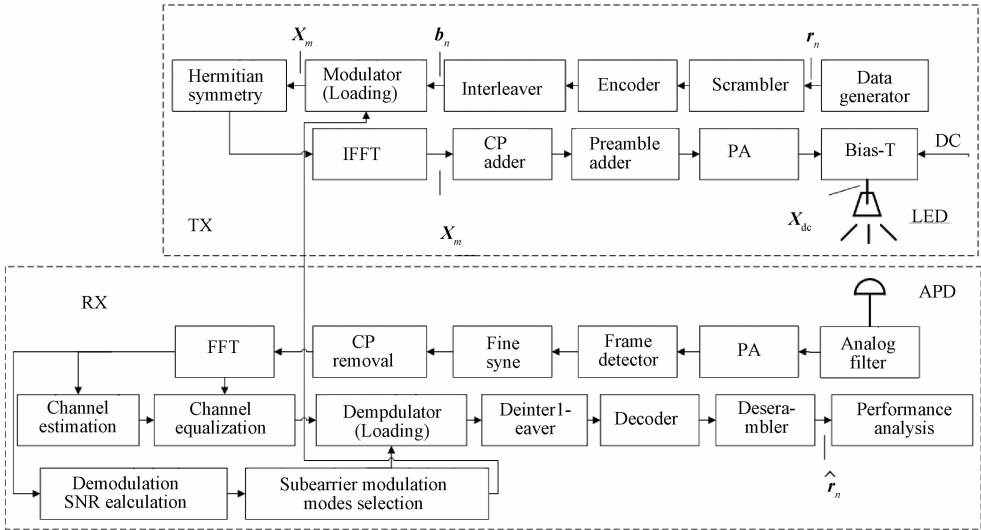 X_m
b_n
r_n
Hermitian
symmetry
Modulator
(Loading)
Interleaver
Encoder
Scrambler
Data
generator
IFFT
CP
adder
Preamble
adder
PA
Bias-T
DC
TX
X_m
X_dc
LED
RX
APD
FFT
CP
removal
Fine
syne
Frame
detector
PA
Analog
filter
Channel
estimation
Channel
equalization
Dempdulator
(Loading)
Deinter1-
eaver
Decoder
Desera-
mbler
Performance
analysis
Demodulation
SNR ealculation
Subearrier modulation
modes selection
r̂_n